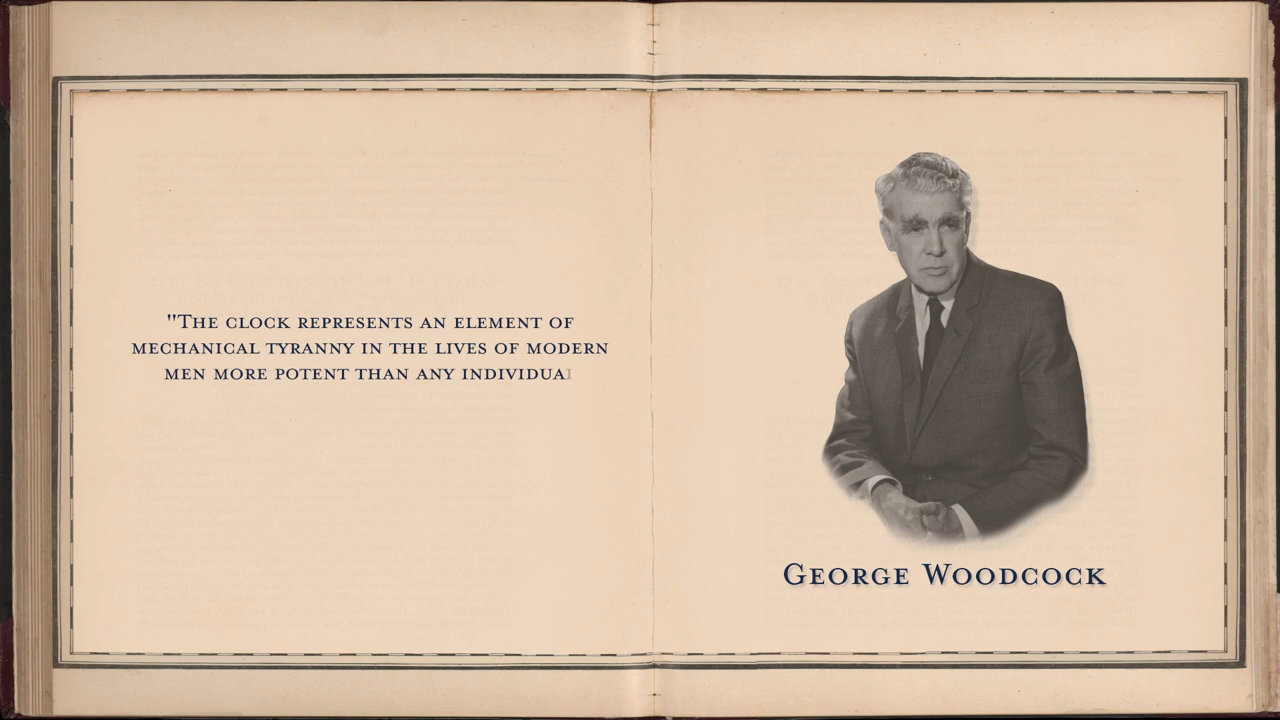 "The clock represents an element of
mechanical tyranny in the lives of modern
men more potent than any individual
George Woodcock